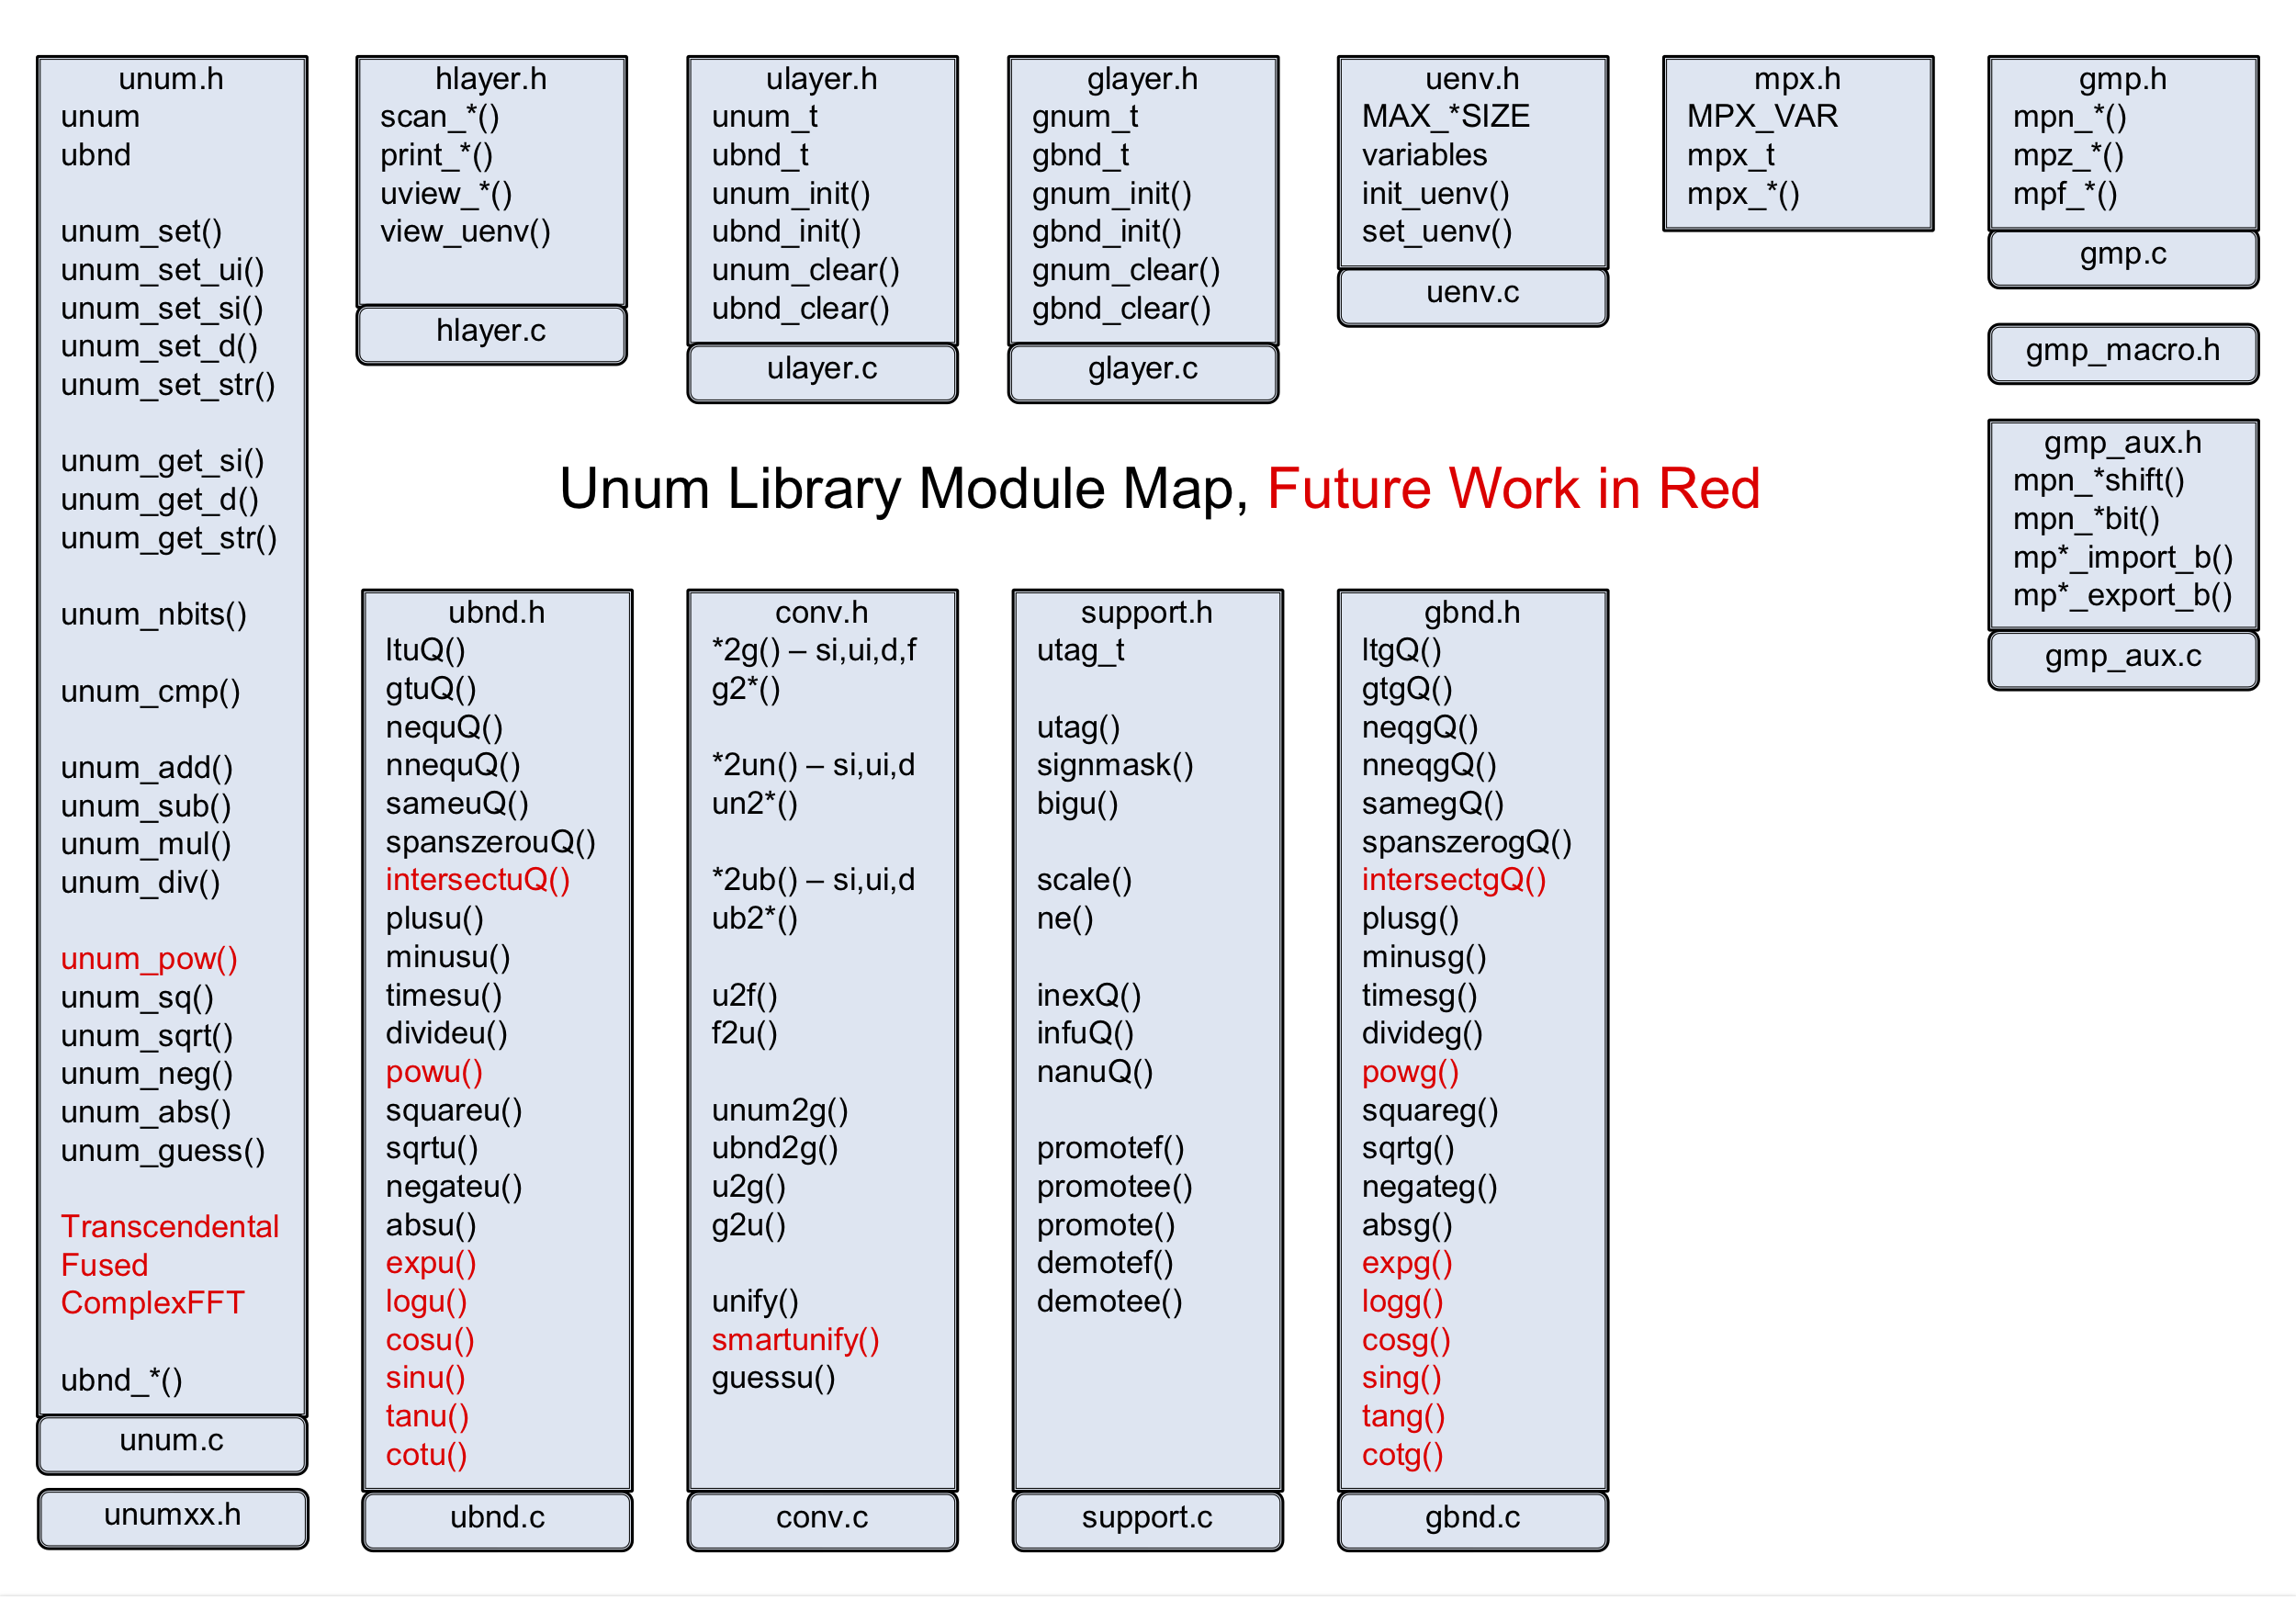 unum.h
unum
ubnd
unum_set()
unum_set_ui()
unum_set_si()
unum_set_d()
unum_set_str()
unum_get_si()
unum_get_d()
unum_get_str()
unum_nbits()
unum_cmp()
unum_add()
unum_sub()
unum_mul()
unum_div()
unum_pow()
unum_sq()
unum_sqrt()
unum_neg()
unum_abs()
unum_guess()
Transcendental
Fused
ComplexFFT
ubnd_*()
unum.c
unumxx.h
hlayer.h
scan_*()
print_*()
uview_*()
view_uenv()
hlayer.c
ulayer.h
unum_t
ubnd_t
unum_init()
ubnd_init()
unum_clear()
ubnd_clear()
ulayer.c
glayer.h
gnum_t
gbnd_t
gnum_init()
gbnd_init()
gnum_clear()
gbnd_clear()
glayer.c
uenv.h
MAX_*SIZE
variables
init_uenv()
set_uenv()
uenv.c
mpx.h
MPX_VAR
mpx_t
mpx_*()
gmp.h
mpn_*()
mpz_*()
mpf_*()
gmp.c
gmp_macro.h
gmp_aux.h
mpn_*shift()
mpn_*bit()
mp*_import_b()
mp*_export_b()
gmp_aux.c
Unum Library Module Map, Future Work in Red
ubnd.h
ltuQ()
gtuQ()
nequQ()
nnequQ()
sameuQ()
spanszerouQ()
intersectuQ()
plusu()
minusu()
timesu()
divideu()
powu()
squareu()
sqrtu()
negateu()
absu()
expu()
logu()
cosu()
sinu()
tanu()
cotu()
ubnd.c
conv.h
*2g() – si,ui,d,f
g2*()
*2un() – si,ui,d
un2*()
*2ub() – si,ui,d
ub2*()
u2f()
f2u()
unum2g()
ubnd2g()
u2g()
g2u()
unify()
smartunify()
guessu()
conv.c
support.h
utag_t
utag()
signmask()
bigu()
scale()
ne()
inexQ()
infuQ()
nanuQ()
promotef()
promotee()
promote()
demotef()
demotee()
support.c
gbnd.h
ltgQ()
gtgQ()
neqgQ()
nneqgQ()
samegQ()
spanszerogQ()
intersectgQ()
plusg()
minusg()
timesg()
divideg()
powg()
squareg()
sqrtg()
negateg()
absg()
expg()
logg()
cosg()
sing()
tang()
cotg()
gbnd.c